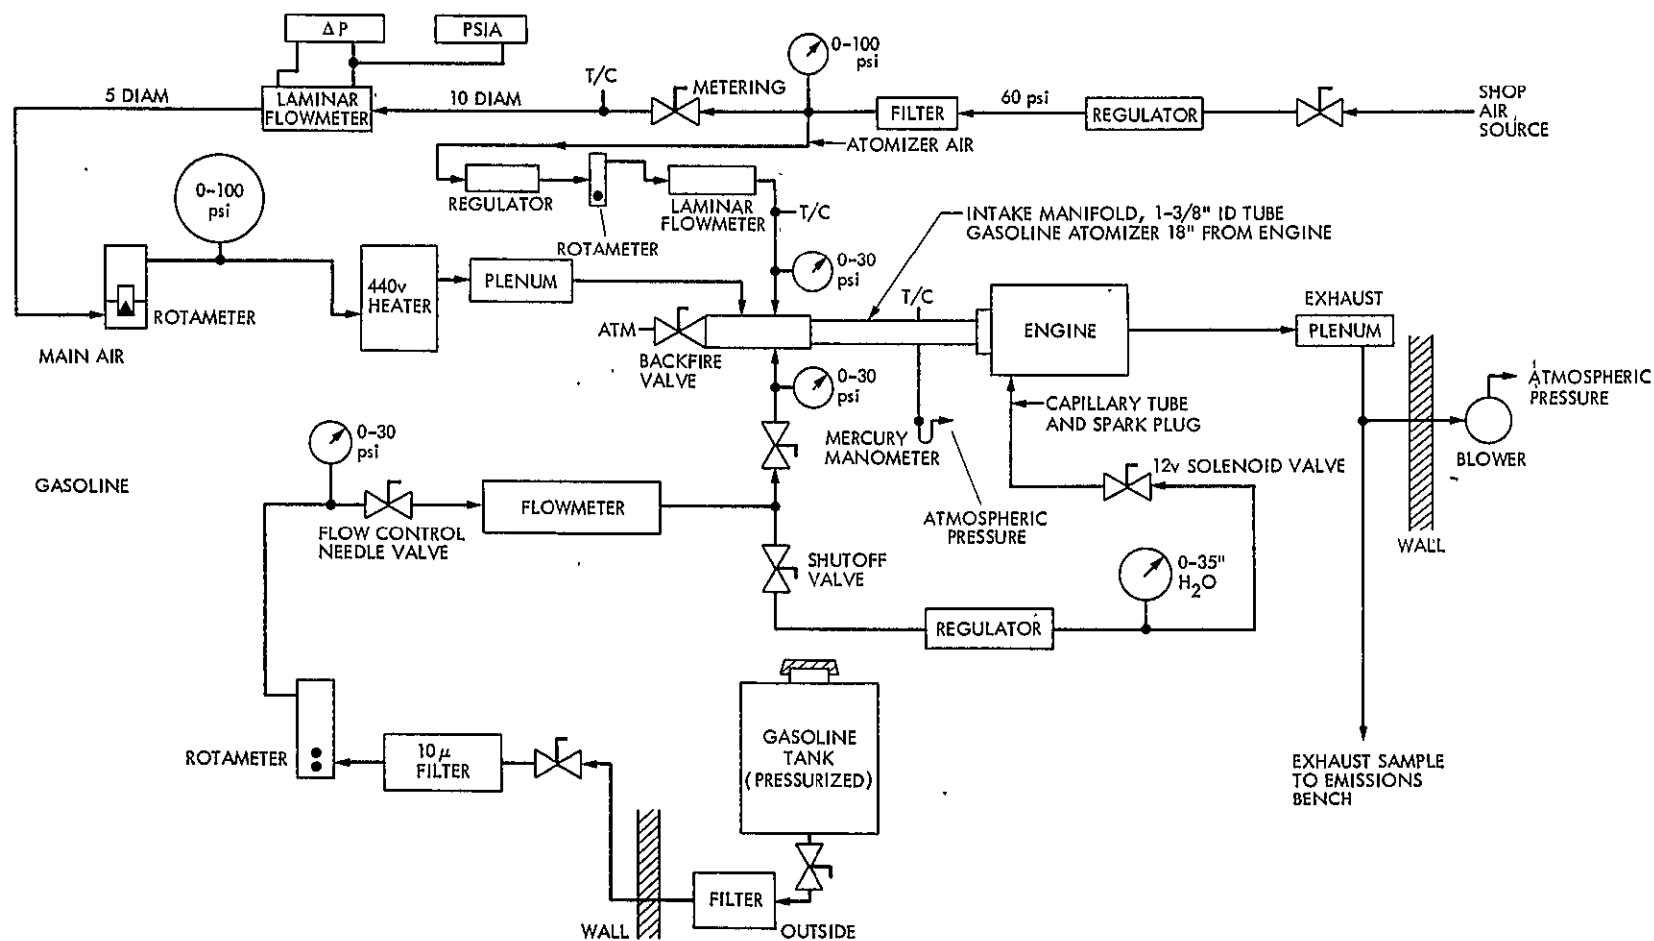 ΔP
PSIA
0-100
psi
T/C
METERING
5 DIAM
LAMINAR
FLOWMETER
10 DIAM
FILTER
60 psi
REGULATOR
SHOP
AIR
SOURCE
ATOMIZER AIR
0-100
psi
REGULATOR
ROTAMETER
LAMINAR
FLOWMETER
T/C
INTAKE MANIFOLD, 1-3/8" ID TUBE
GASOLINE ATOMIZER 18" FROM ENGINE
ROTAMETER
MAIN AIR
440v
HEATER
PLENUM
0-30
psi
ATM
BACKFIRE
VALVE
T/C
ENGINE
EXHAUST
PLENUM
0-30
psi
CAPILLARY TUBE
AND SPARK PLUG
ATMOSPHERIC
PRESSURE
BLOWER
WALL
MERCURY
MANOMETER
ATMOSPHERIC
PRESSURE
12v SOLENOID VALVE
0-30
psi
GASOLINE
FLOW CONTROL
NEEDLE VALVE
FLOWMETER
SHUTOFF
VALVE
0-35"
H₂O
REGULATOR
ROTAMETER
10 μ
FILTER
GASOLINE
TANK
(PRESSURIZED)
EXHAUST SAMPLE
TO EMISSIONS
BENCH
WALL
FILTER
OUTSIDE